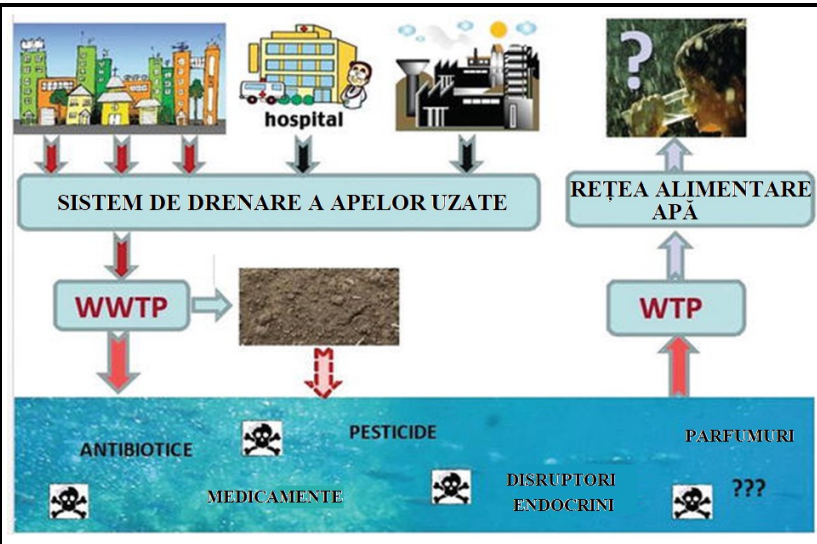 ?
hospital
SISTEM DE DRENARE A APELOR UZATE
REȚEA ALIMENTARE
APĂ
WWTP
WTP
ANTIBIOTICE
PESTICIDE
PARFUMURI
MEDICAMENTE
DISRUPTORI
ENDOCRINI
???